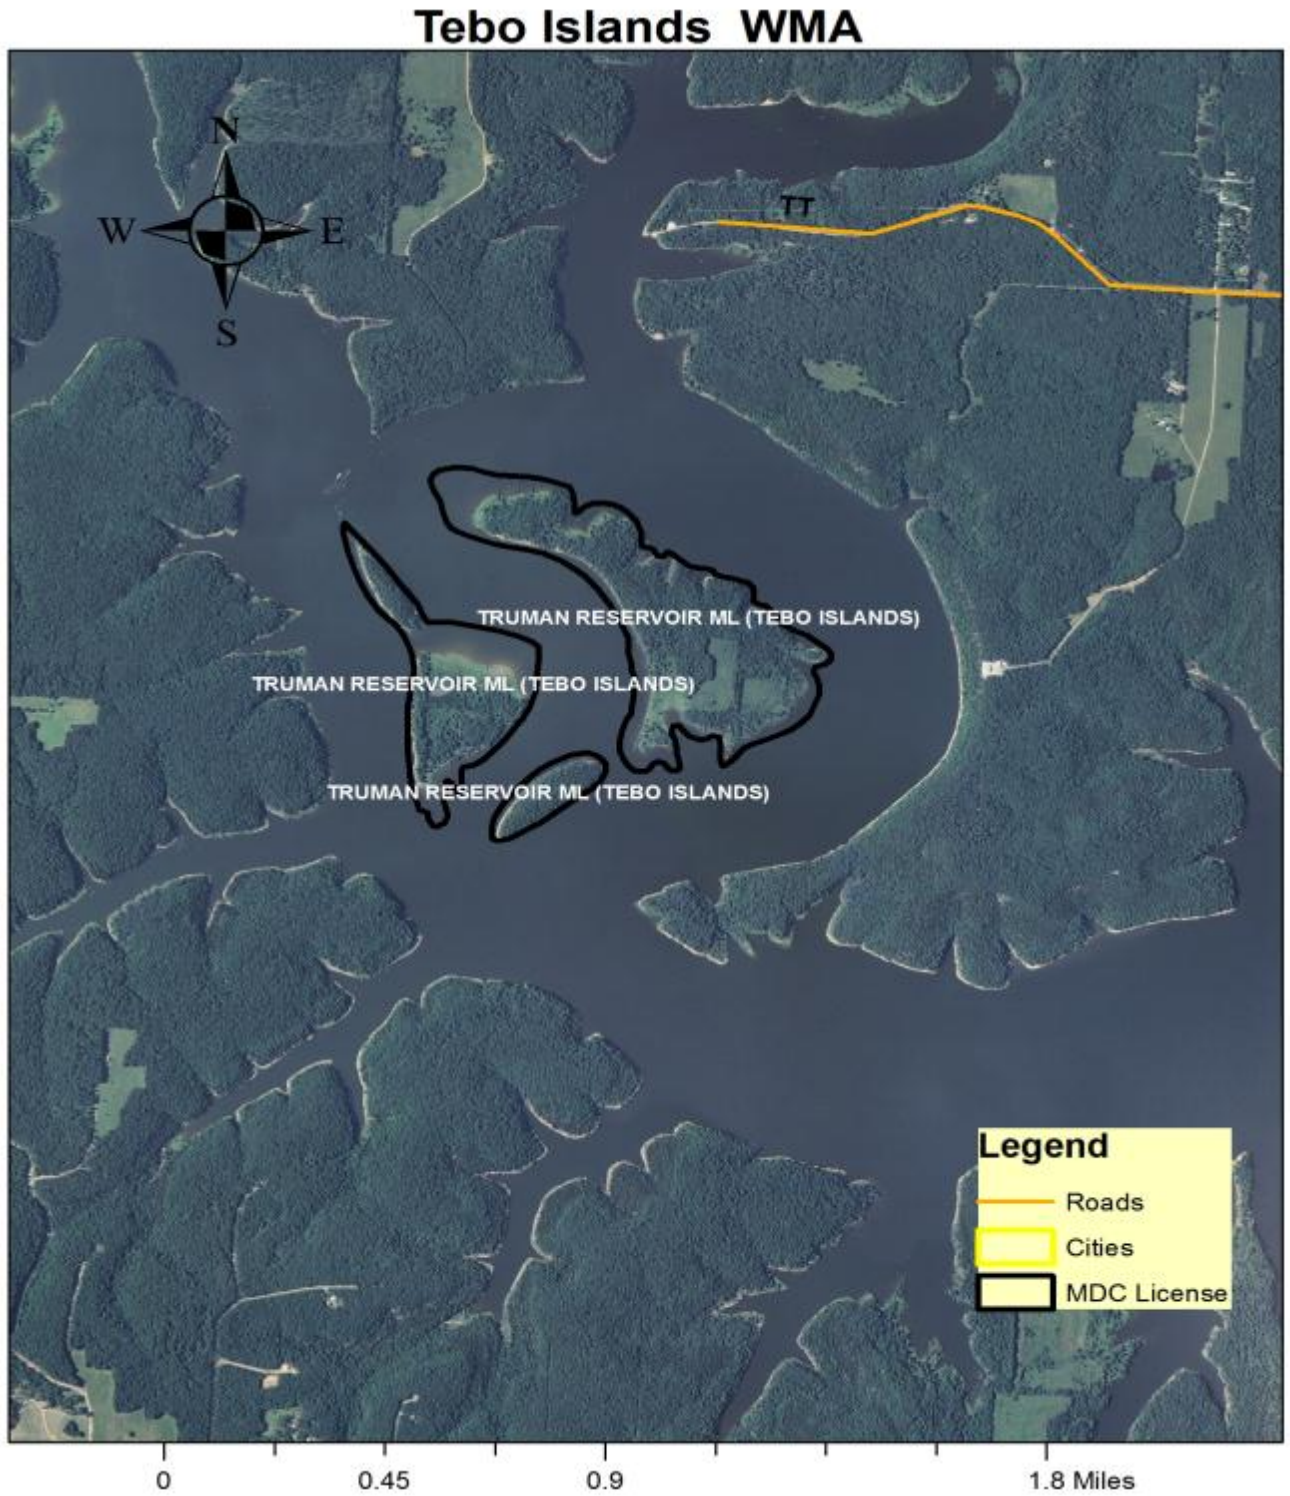 Tebo Islands WMA
N
W E
S
TT
TRUMAN RESERVOIR ML (TEBO ISLANDS)
TRUMAN RESERVOIR ML (TEBO ISLANDS)
TRUMAN RESERVOIR ML (TEBO ISLANDS)
Legend
Roads
Cities
MDC License
0 0.45 0.9 1.8 Miles